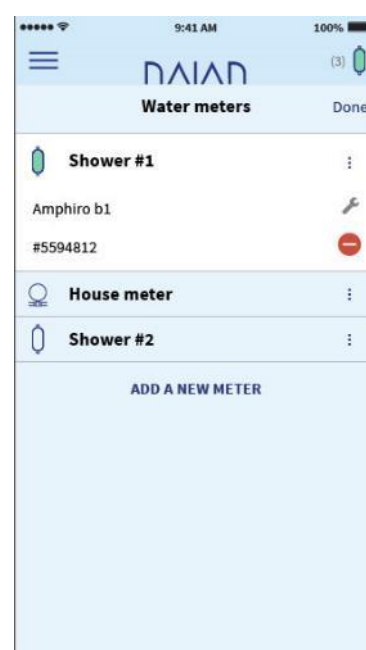 9:41 AM 100%
(3)
DAIAD
Water meters Done
Shower #1
Amphiro b1
#5594812
House meter
Shower #2
ADD A NEW METER